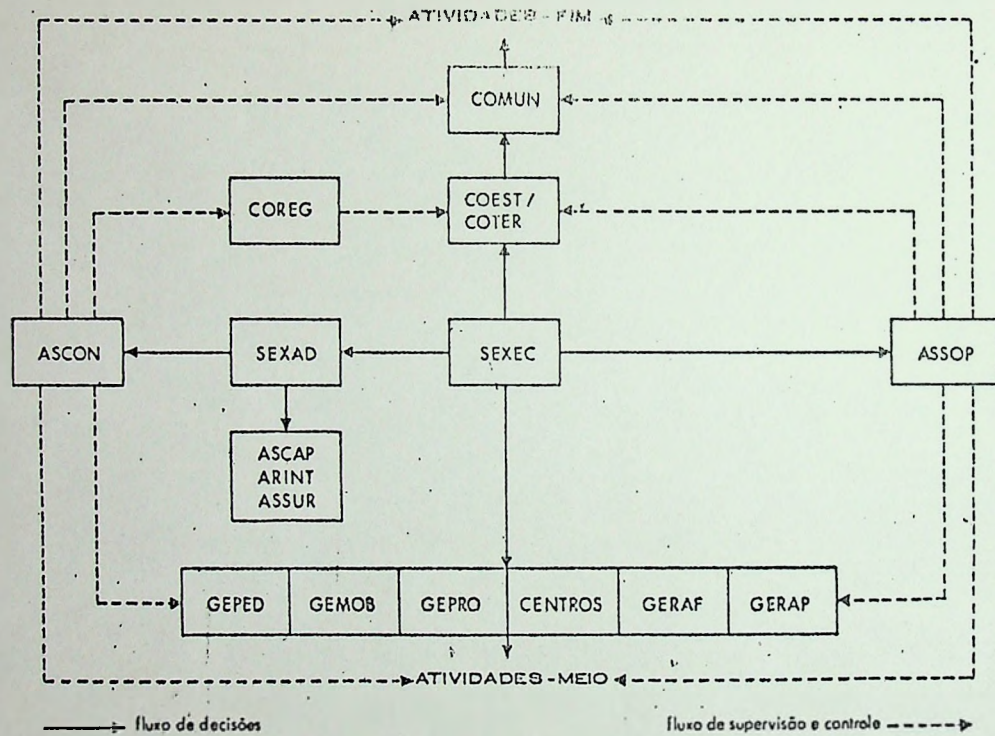 ATIVIDADES-FIM
COMUN
COREG
COEST /
COTER
ASCON
SEXAD
SEXEC
ASSOP
ASCAP
ARINT
ASSUR
GEPED GEMOB GEPRO CENTROS GERAF GERAP
ATIVIDADES-MEIO
fluxo de decisões
fluxo de supervisão e controle